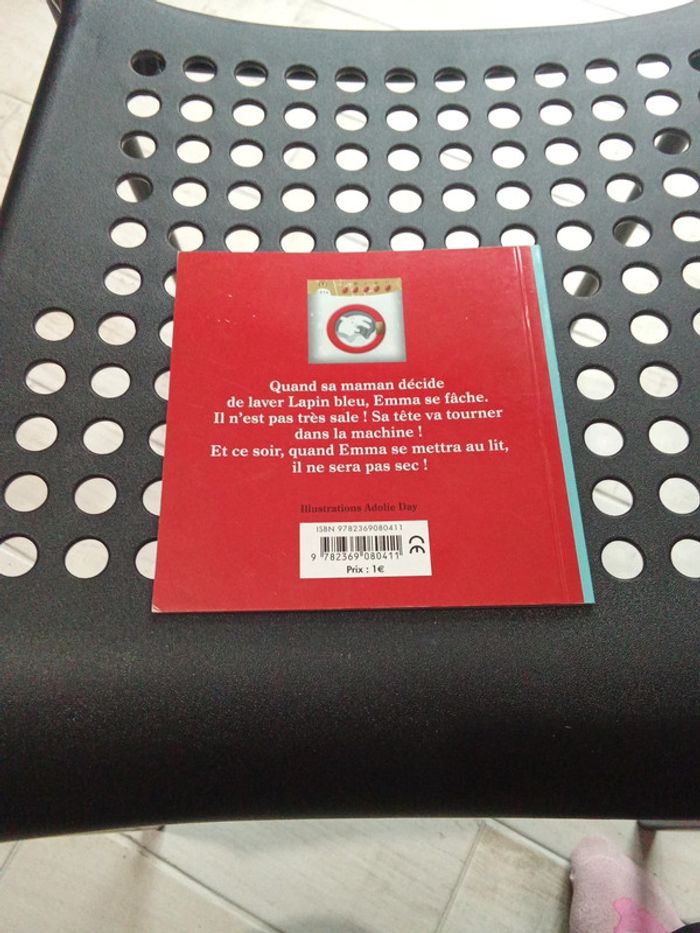 Quand sa maman décide
de laver Lapin bleu, Emma se fâche.
Il n'est pas très sale ! Sa tête va tourner
dans la machine !
Et ce soir, quand Emma se mettra au lit,
il ne sera pas sec !
Illustrations Adolie Day
ISBN 9782369080411
9 782369 080411
Prix : 1€
CE